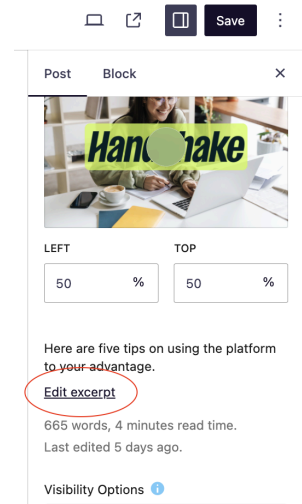 Save
Post Block
Handshake
LEFT TOP
50 % 50 %
Here are five tips on using the platform
to your advantage.
Edit excerpt
665 words, 4 minutes read time.
Last edited 5 days ago.
Visibility Options